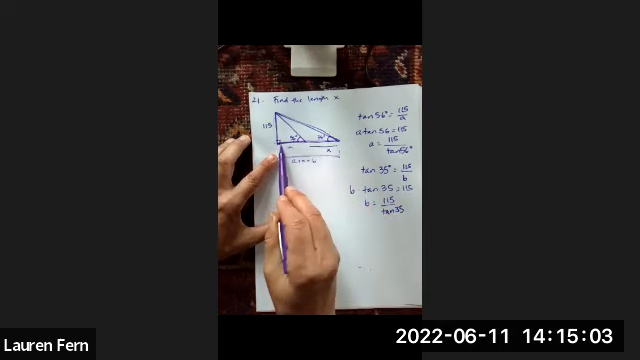 21. Find the length x
115
56°
x
a + x = b
tan 56° = 115/a
a tan 56 = 115
a = 115/tan 56°
tan 35° = 115/b
b tan 35 = 115
b = 115/tan 35
Lauren Fern
2022-06-11 14:15:03